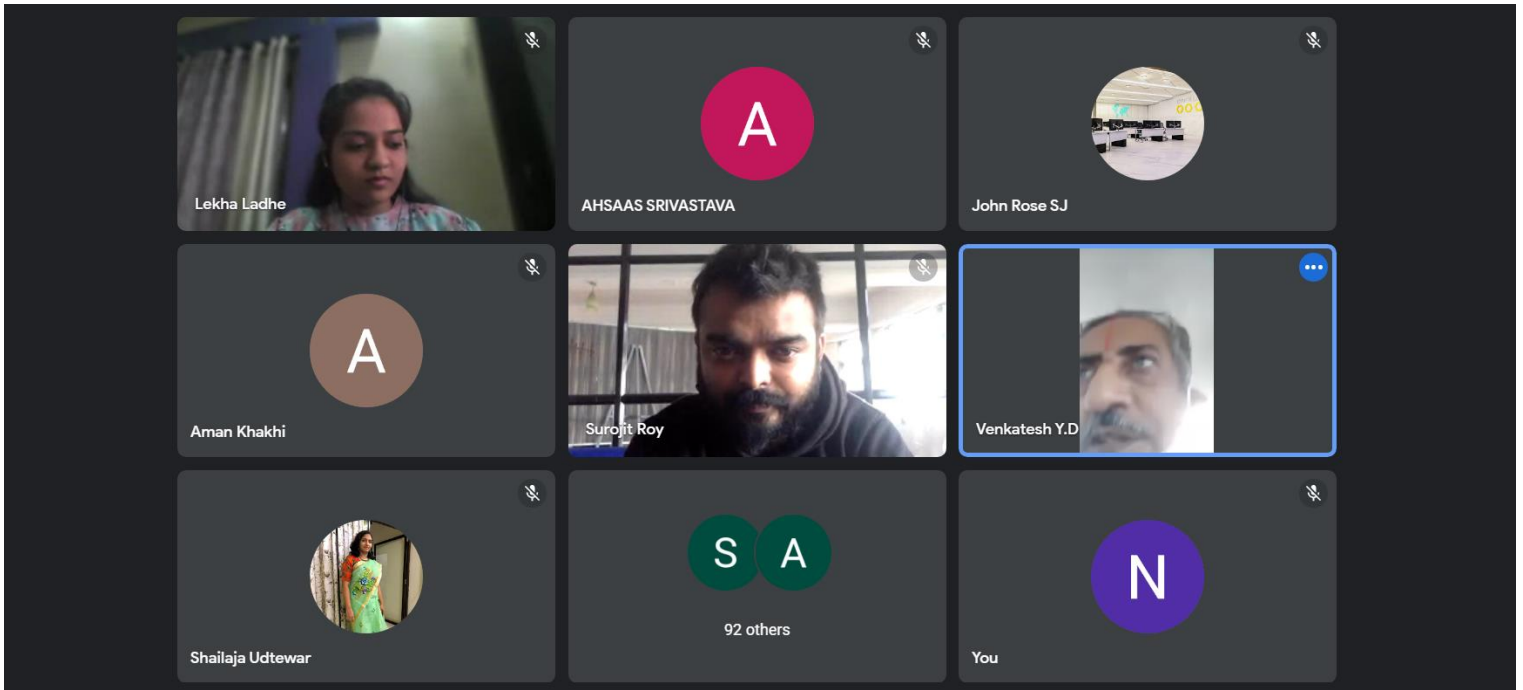 Lekha Ladhe
A
AHSAAS SRIVASTAVA
John Rose SJ
A
Aman Khakhi
Surojit Roy
Venkatesh Y.D
Shailaja Udtewar
S A
92 others
N
You